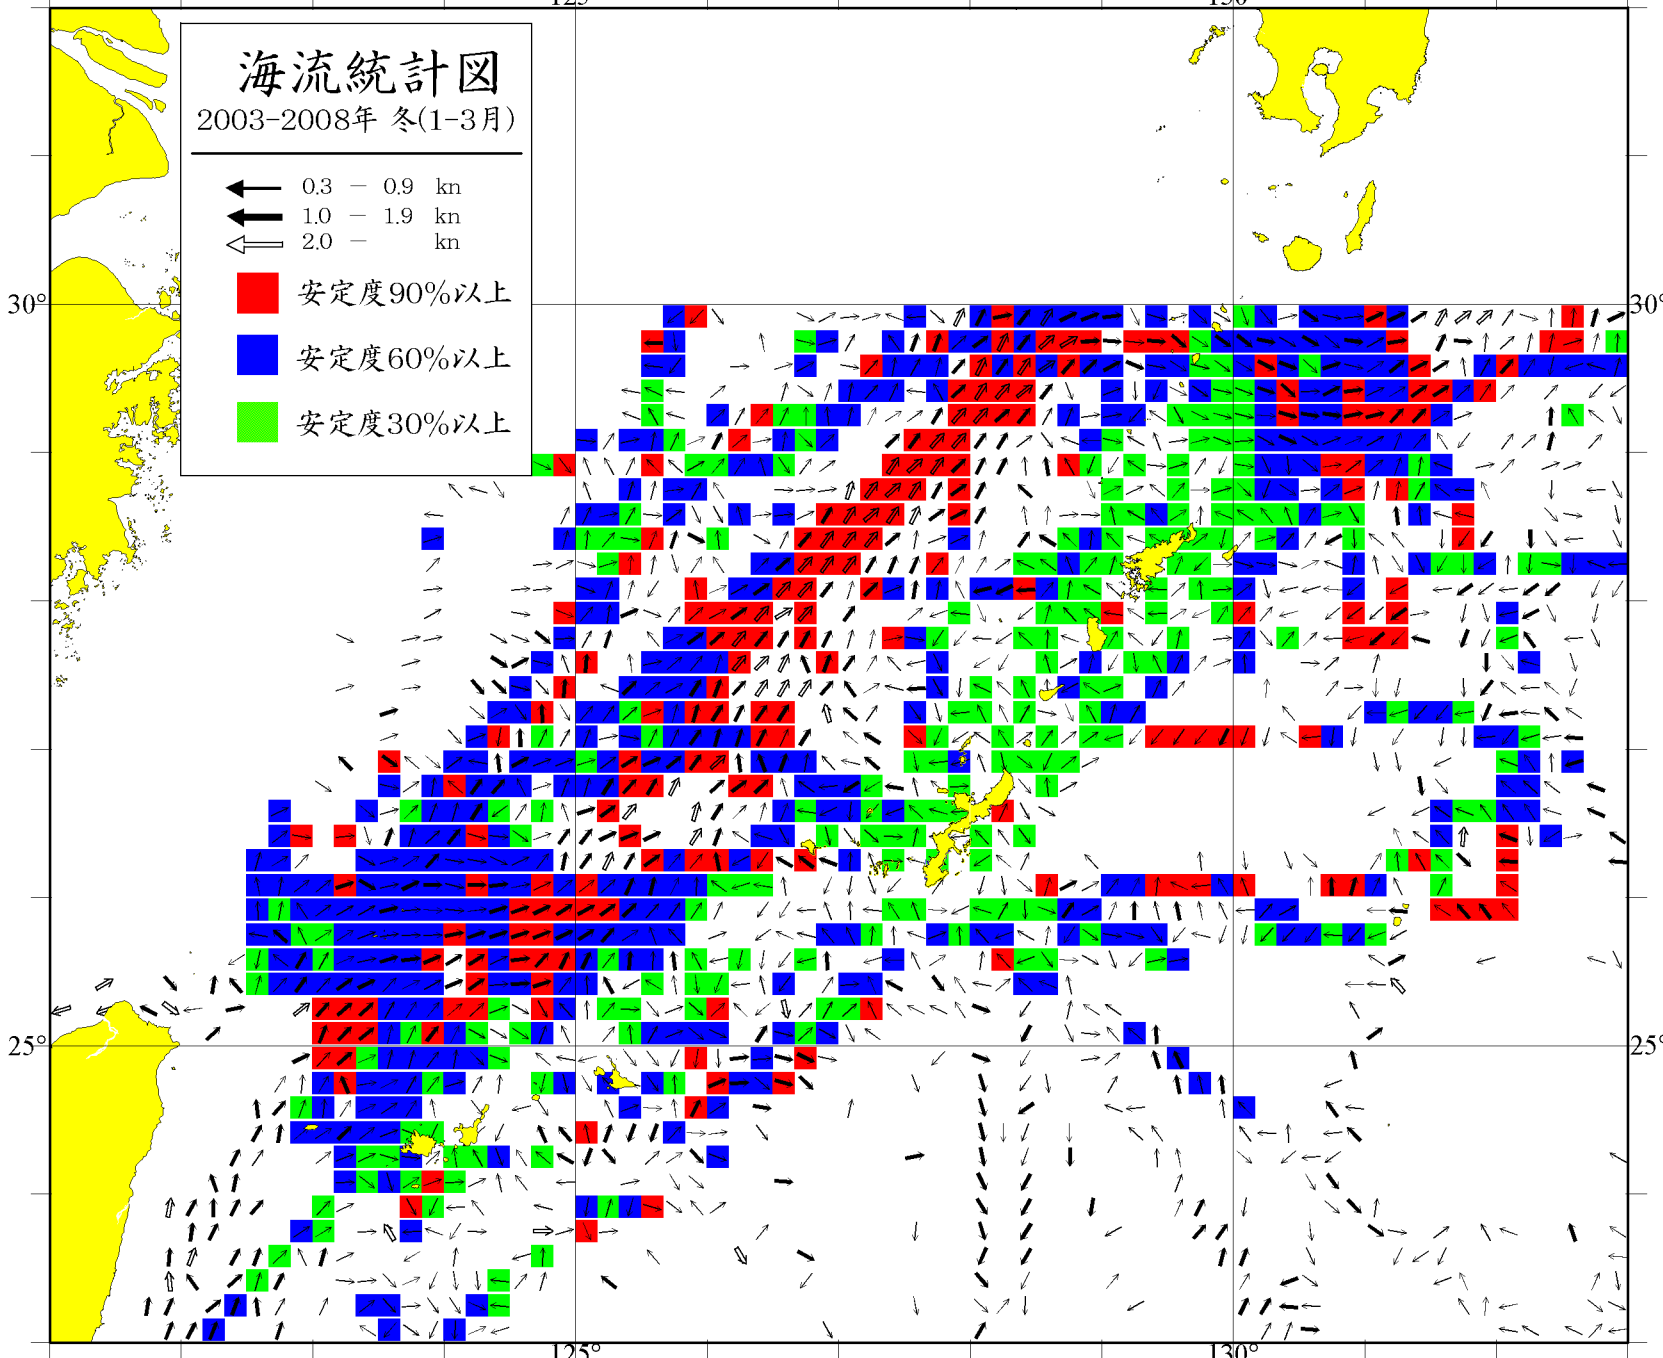 125°
130°
海流統計図
2003-2008年 冬(1-3月)
0.3 - 0.9 kn
1.0 - 1.9 kn
2.0 - kn
安定度90%以上
安定度60%以上
安定度30%以上
30°
30°
25°
25°
125°
130°